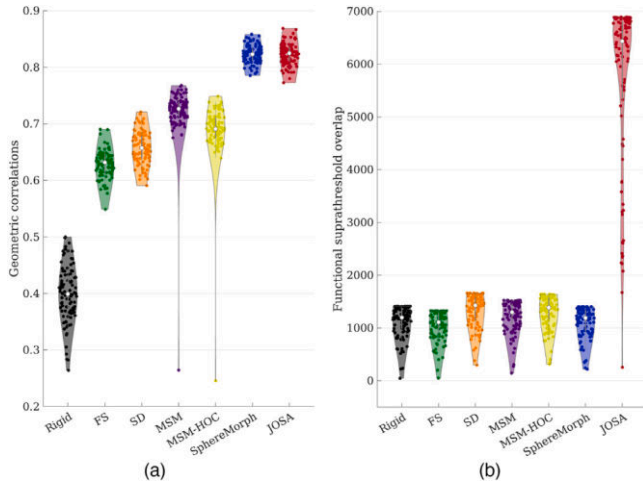 0.9
0.8
0.7
0.6
0.5
0.4
0.3
0.2
Geometric correlations
Rigid
FS
SD
MSM
MSM-HOC
SphereMorph
JOSA
(a)
7000
6000
5000
4000
3000
2000
1000
0
Functional suprathreshold overlap
Rigid
FS
SD
MSM
MSM-HOC
SphereMorph
JOSA
(b)